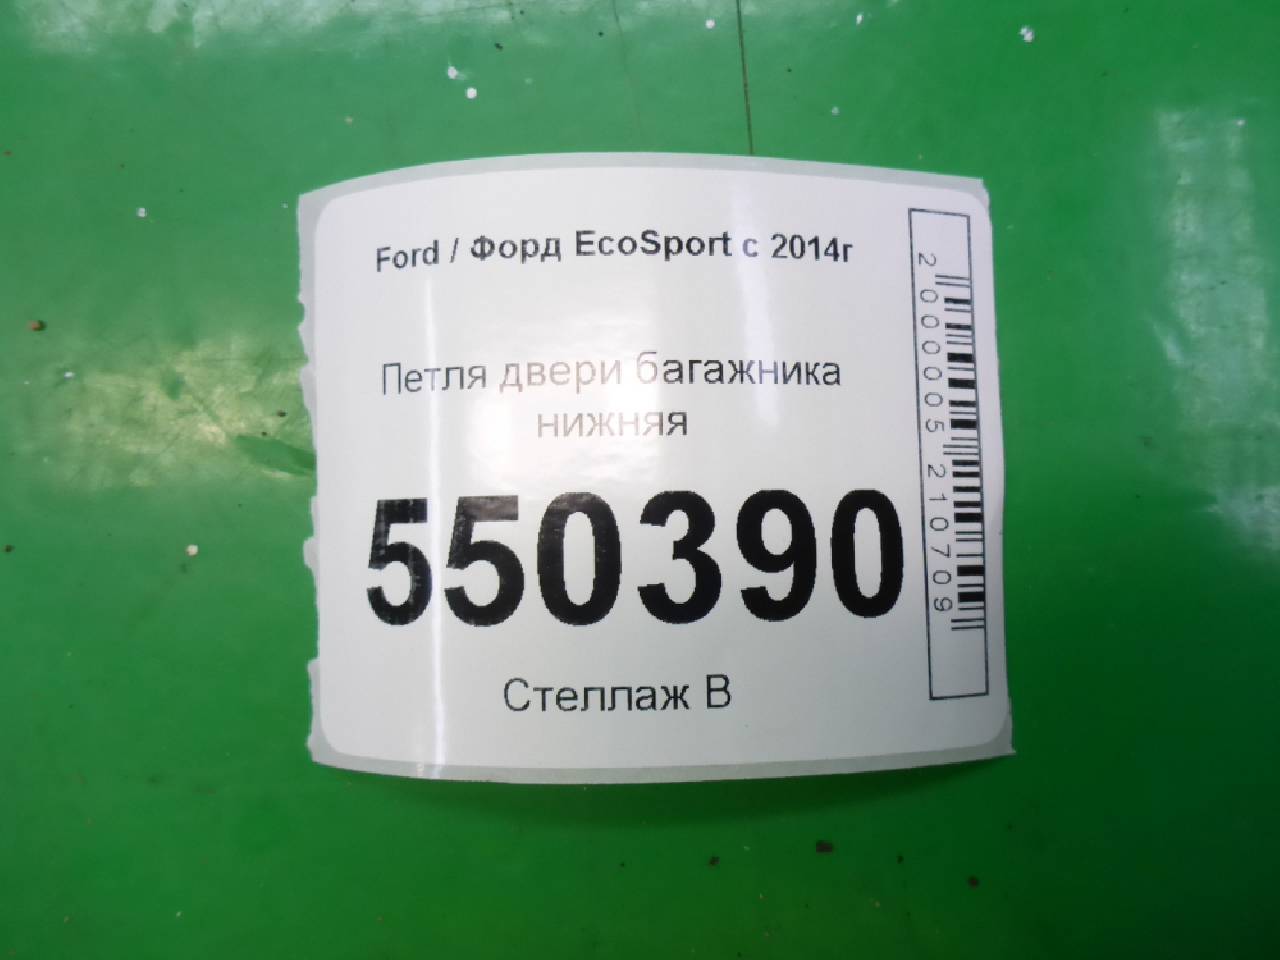 Ford / Форд EcoSport с 2014г
Петля двери багажника
нижняя
550390
Стеллаж В
2000005210709